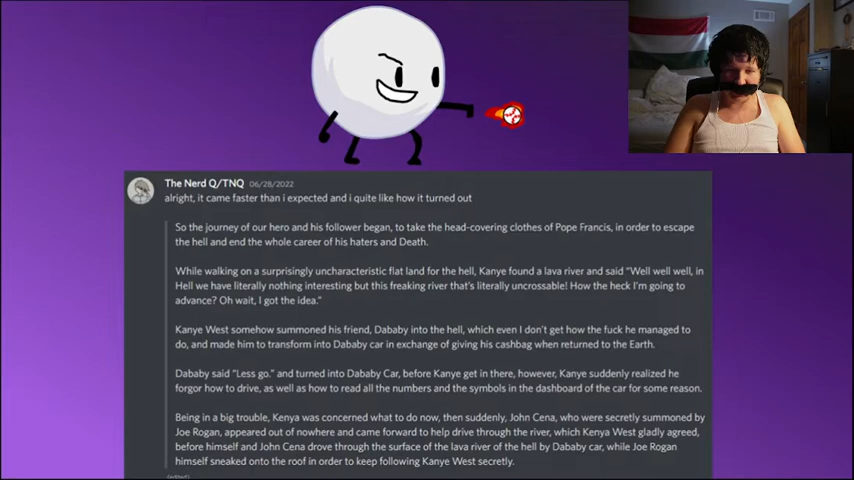 The Nerd Q/TNQ 06/28/2022
alright, it came faster than i expected and i quite like how it turned out
So the journey of our hero and his follower began, to take the head-covering clothes of Pope Francis, in order to escape
the hell and end the whole career of his haters and Death.
While walking on a surprisingly uncharacteristic flat land for the hell, Kanye found a lava river and said "Well well well, in
Hell we have literally nothing interesting but this freaking river that's literally uncrossable! How the heck I'm going to
advance? Oh wait, I got the idea."
Kanye West somehow summoned his friend, Dababy into the hell, which even I don't get how the fuck he managed to
do, and made him to transform into Dababy car in exchange of giving his cashbag when returned to the Earth.
Dababy said "Less go." and turned into Dababy Car, before Kanye get in there, however, Kanye suddenly realized he
forgor how to drive, as well as how to read all the numbers and the symbols in the dashboard of the car for some reason.
Being in a big trouble, Kenya was concerned what to do now, then suddenly, John Cena, who were secretly summoned by
Joe Rogan, appeared out of nowhere and came forward to help drive through the river, which Kenya West gladly agreed,
before himself and John Cena drove through the surface of the lava river of the hell by Dababy car, while Joe Rogan
himself sneaked onto the roof in order to keep following Kanye West secretly.